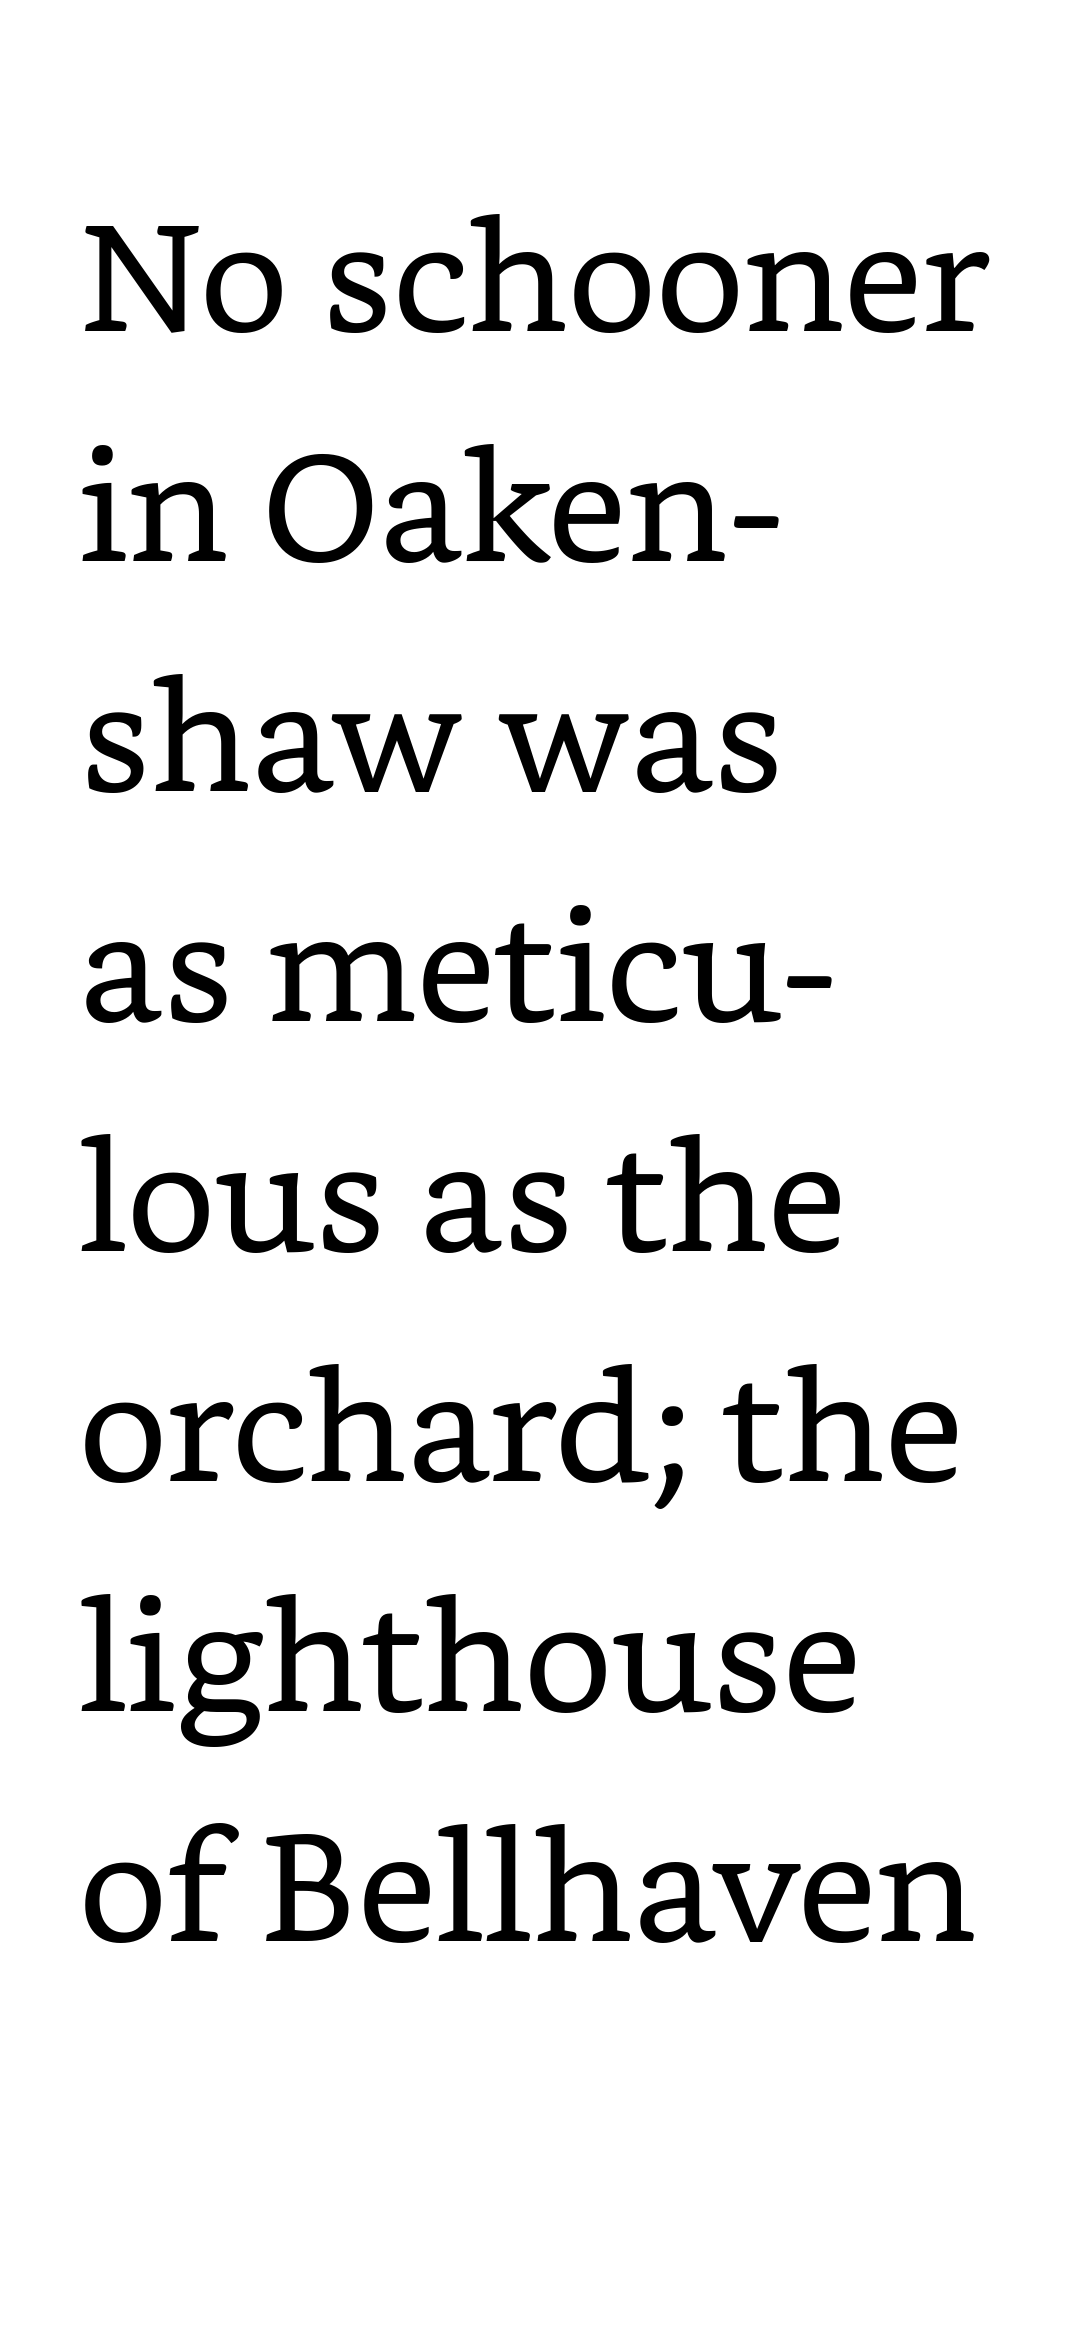 No schooner
in Oaken-
shaw was
as meticu-
lous as the
orchard; the
lighthouse
of Bellhaven